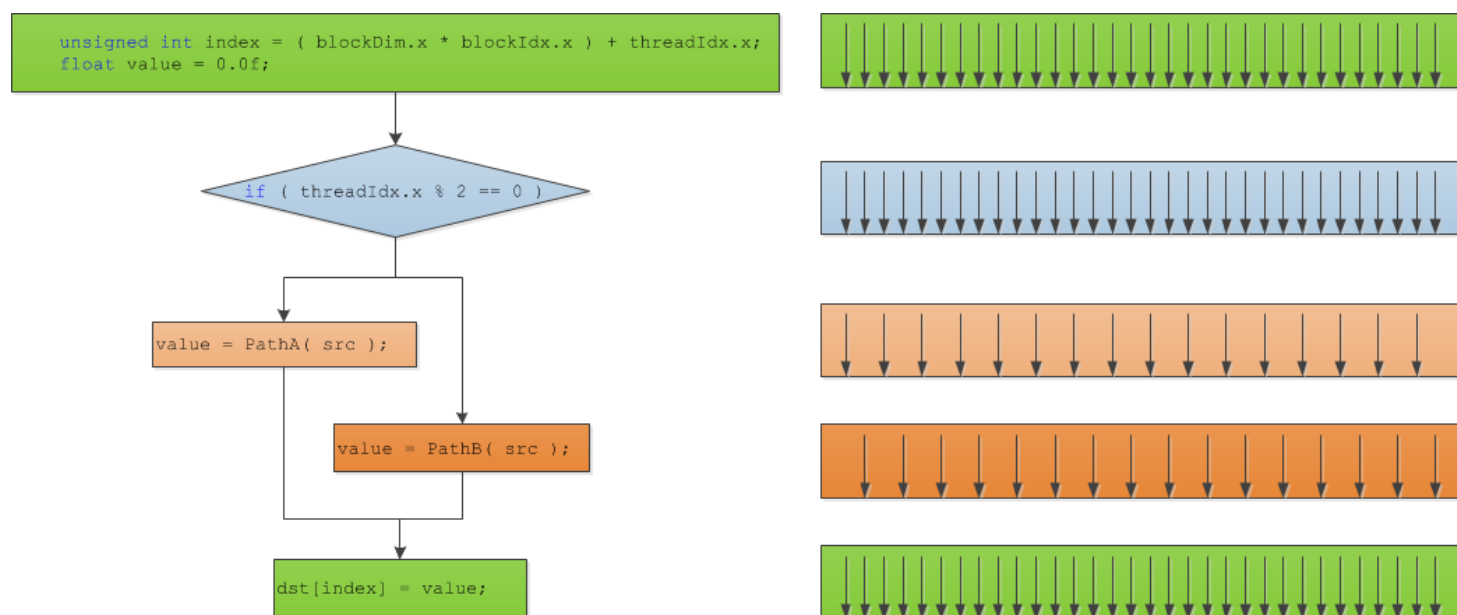 unsigned int index = ( blockDim.x * blockIdx.x ) + threadIdx.x;
float value = 0.0f;
if ( threadIdx.x % 2 == 0 )
value = PathA( src );
value = PathB( src );
dst[index] = value;